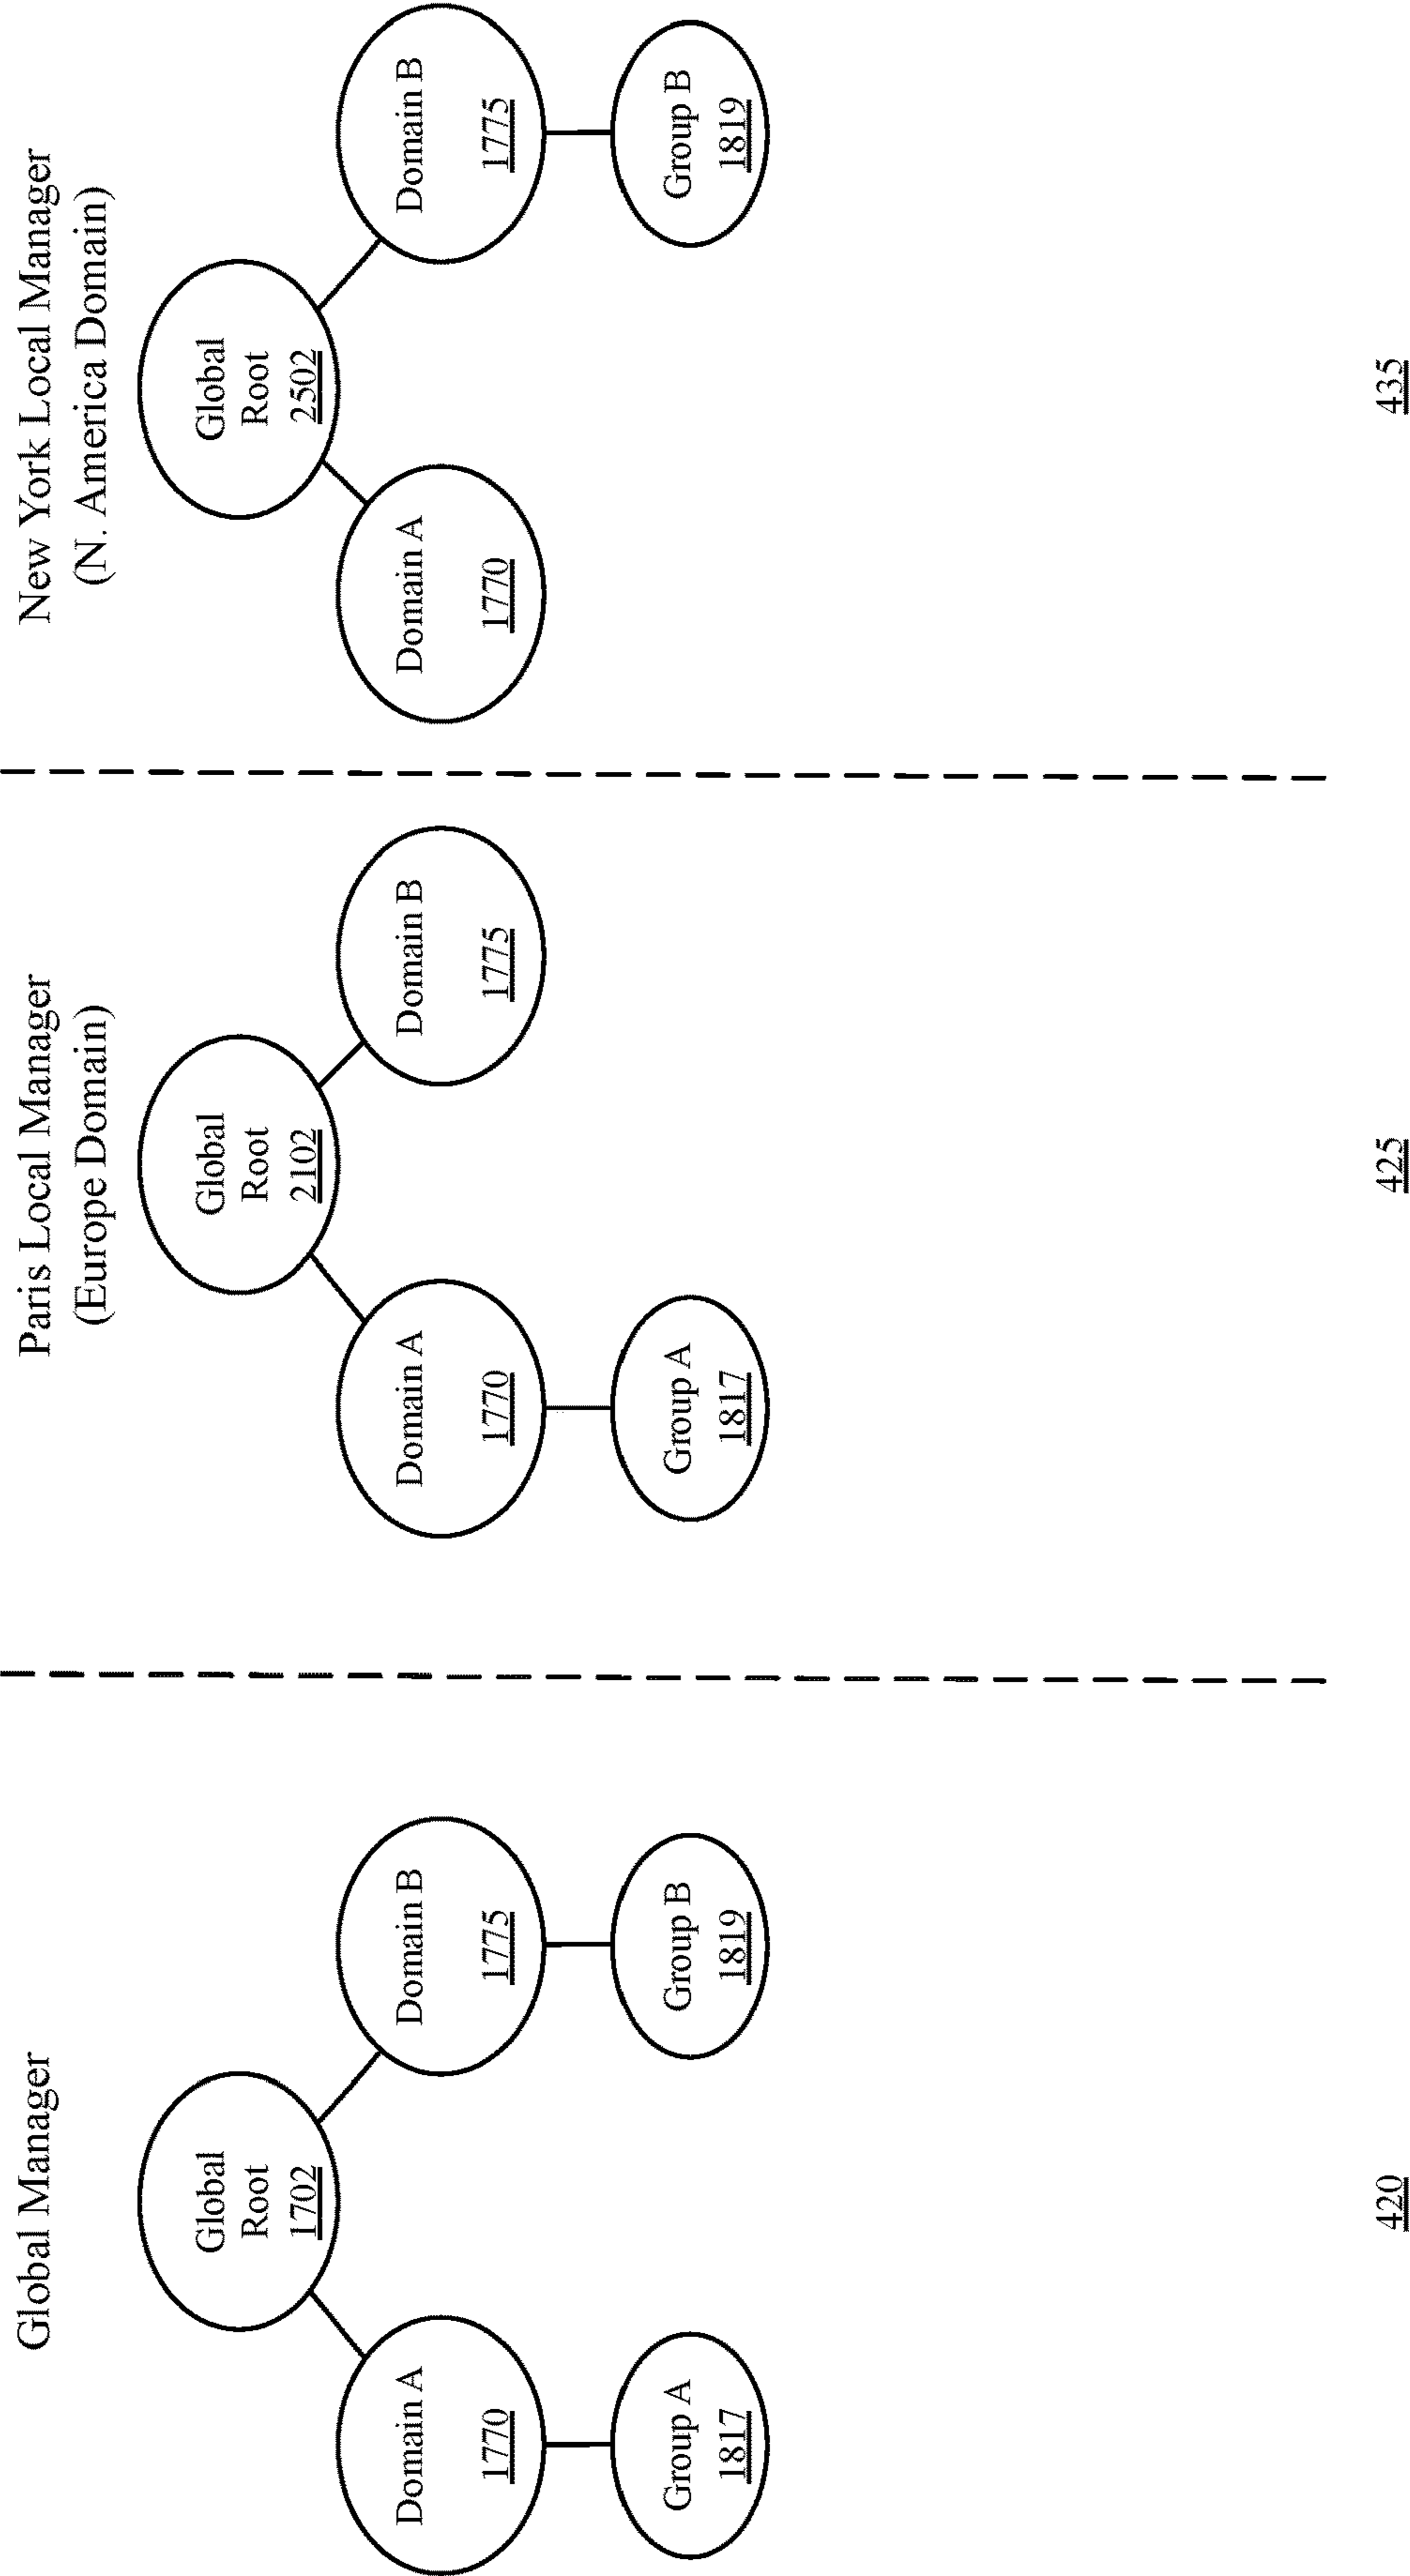 Global Manager
Global
Root
1702
Domain A
1770
Domain B
1775
Group A
1817
Group B
1819
420
Paris Local Manager
(Europe Domain)
Global
Root
2102
Domain A
1770
Domain B
1775
Group A
1817
425
New York Local Manager
(N. America Domain)
Global
Root
2502
Domain A
1770
Domain B
1775
Group B
1819
435